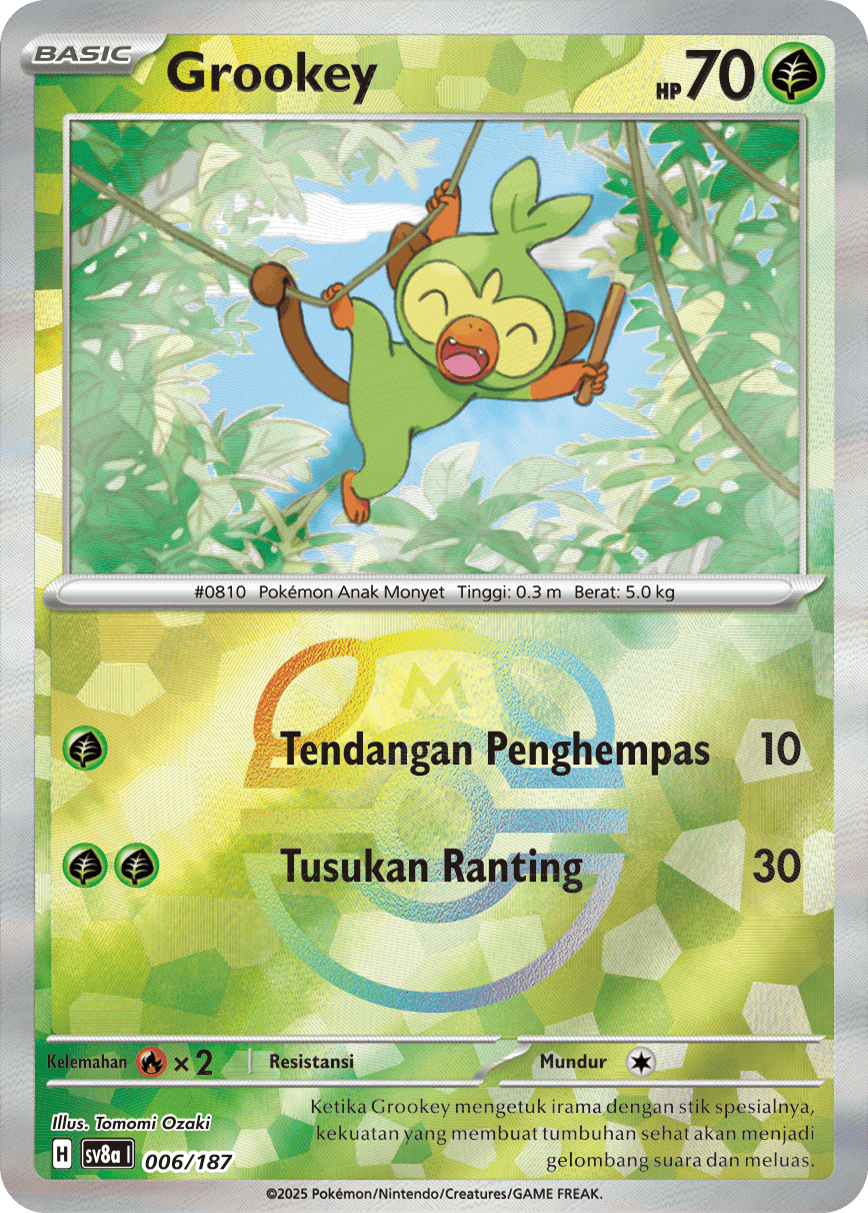 BASIC
Grookey
HP 70
#0810 Pokémon Anak Monyet Tinggi: 0.3 m Berat: 5.0 kg
M
Tendangan Penghempas 10
Tusukan Ranting 30
Kelemahan ×2 Resistansi Mundur
Ketika Grookey mengetuk irama dengan stik spesialnya,
kekuatan yang membuat tumbuhan sehat akan menjadi
gelombang suara dan meluas.
Illus. Tomomi Ozaki
H sv8a I 006/187
©2025 Pokémon/Nintendo/Creatures/GAME FREAK.